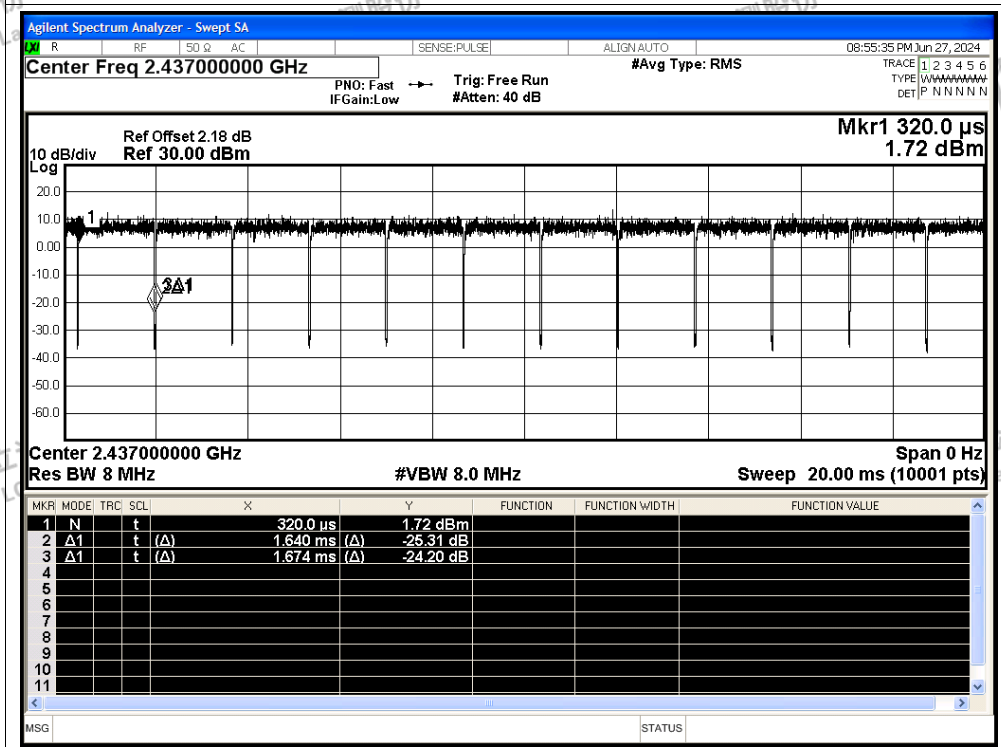 Agilent Spectrum Analyzer - Swept SA
LXI R RF 50 Ω AC SENSE:PULSE ALIGN AUTO 08:55:35 PM Jun 27, 2024
Center Freq 2.437000000 GHz #Avg Type: RMS TRACE 1 2 3 4 5 6
PNO: Fast Trig: Free Run TYPE WWWWWW
IFGain:Low #Atten: 40 dB DET P N N N N N
Mkr1 320.0 µs
Ref Offset 2.18 dB
10 dB/div Ref 30.00 dBm 1.72 dBm
Log
20.0
10.0
1
0.00
-10.0
3Δ1
-20.0
-30.0
-40.0
-50.0
-60.0
Center 2.437000000 GHz Span 0 Hz
Res BW 8 MHz #VBW 8.0 MHz Sweep 20.00 ms (10001 pts)
MKR MODE TRC SCL X Y FUNCTION FUNCTION WIDTH FUNCTION VALUE
1 N t 320.0 µs 1.72 dBm
2 Δ1 t (Δ) 1.640 ms (Δ) -25.31 dB
3 Δ1 t (Δ) 1.674 ms (Δ) -24.20 dB
4
5
6
7
8
9
10
11
MSG STATUS